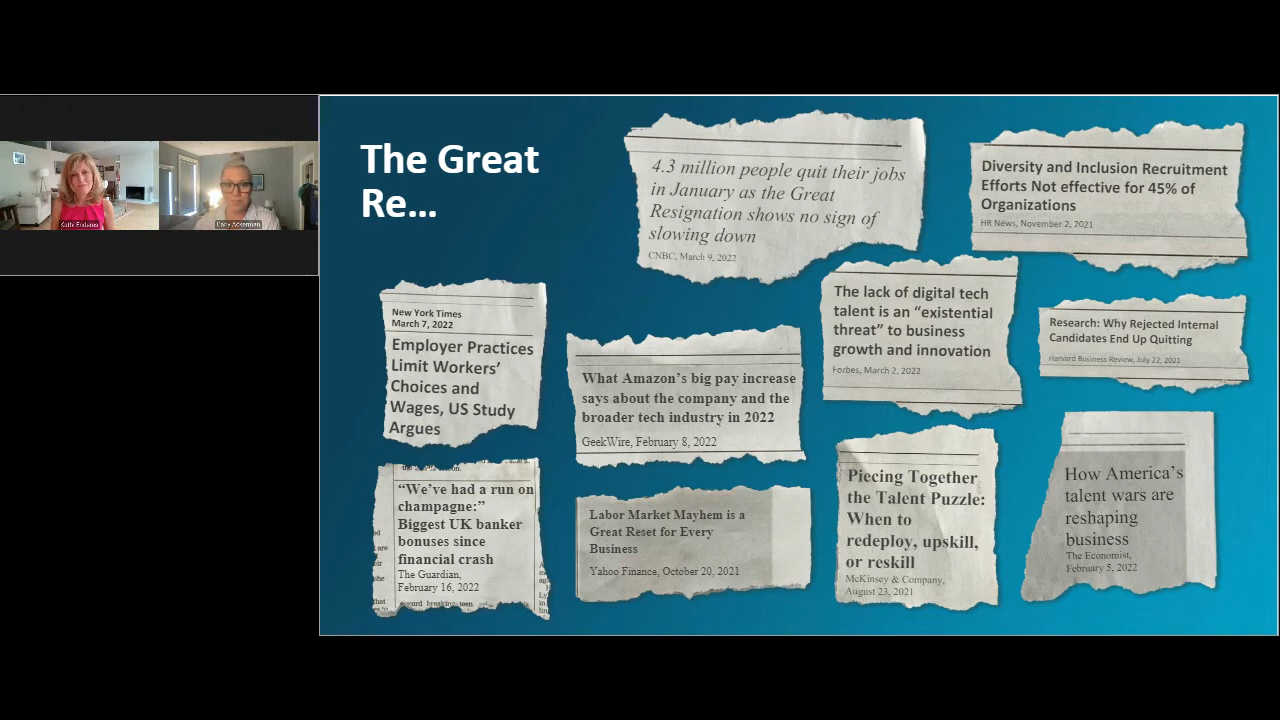 The Great
Re...
4.3 million people quit their jobs
in January as the Great
Resignation shows no sign of
slowing down
CNBC, March 9, 2022
Diversity and Inclusion Recruitment
Efforts Not effective for 45% of
Organizations
HR News, November 2, 2021
New York Times
March 7, 2022
Employer Practices
Limit Workers’
Choices and
Wages, US Study
Argues
What Amazon’s big pay increase
says about the company and the
broader tech industry in 2022
GeekWire, February 8, 2022
The lack of digital tech
talent is an “existential
threat” to business
growth and innovation
Forbes, March 2, 2022
Research: Why Rejected Internal
Candidates End Up Quitting
Harvard Business Review, July 22, 2021
“We’ve had a run on
champagne:”
Biggest UK banker
bonuses since
financial crash
The Guardian,
February 16, 2022
Labor Market Mayhem is a
Great Reset for Every
Business
Yahoo Finance, October 20, 2021
Piecing Together
the Talent Puzzle:
When to
redeploy, upskill,
or reskill
McKinsey & Company,
August 23, 2021
How America’s
talent wars are
reshaping
business
The Economist,
February 5, 2022
Kathi Enderes
Carly Ackerman